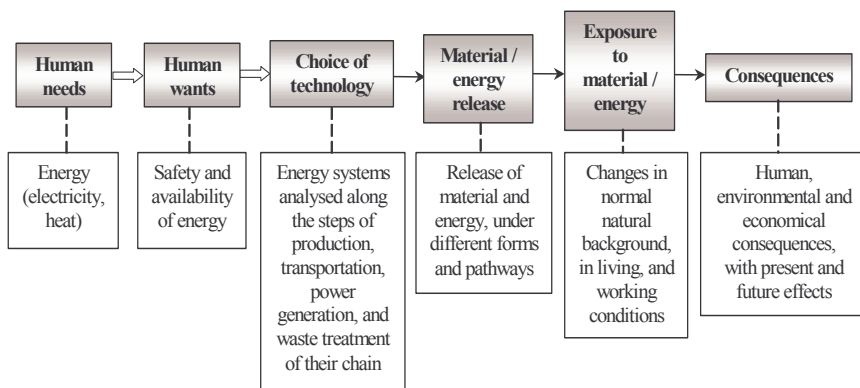 Human
needs
Human
wants
Choice of
technology
Material /
energy
release
Exposure
to
material /
energy
Consequences
Energy
(electricity,
heat)
Safety and
availability
of energy
Energy systems
analysed along
the steps of
production,
transportation,
power
generation, and
waste treatment
of their chain
Release of
material and
energy, under
different forms
and pathways
Changes in
normal
natural
background,
in living, and
working
conditions
Human,
environmental and
economical
consequences,
with present and
future effects